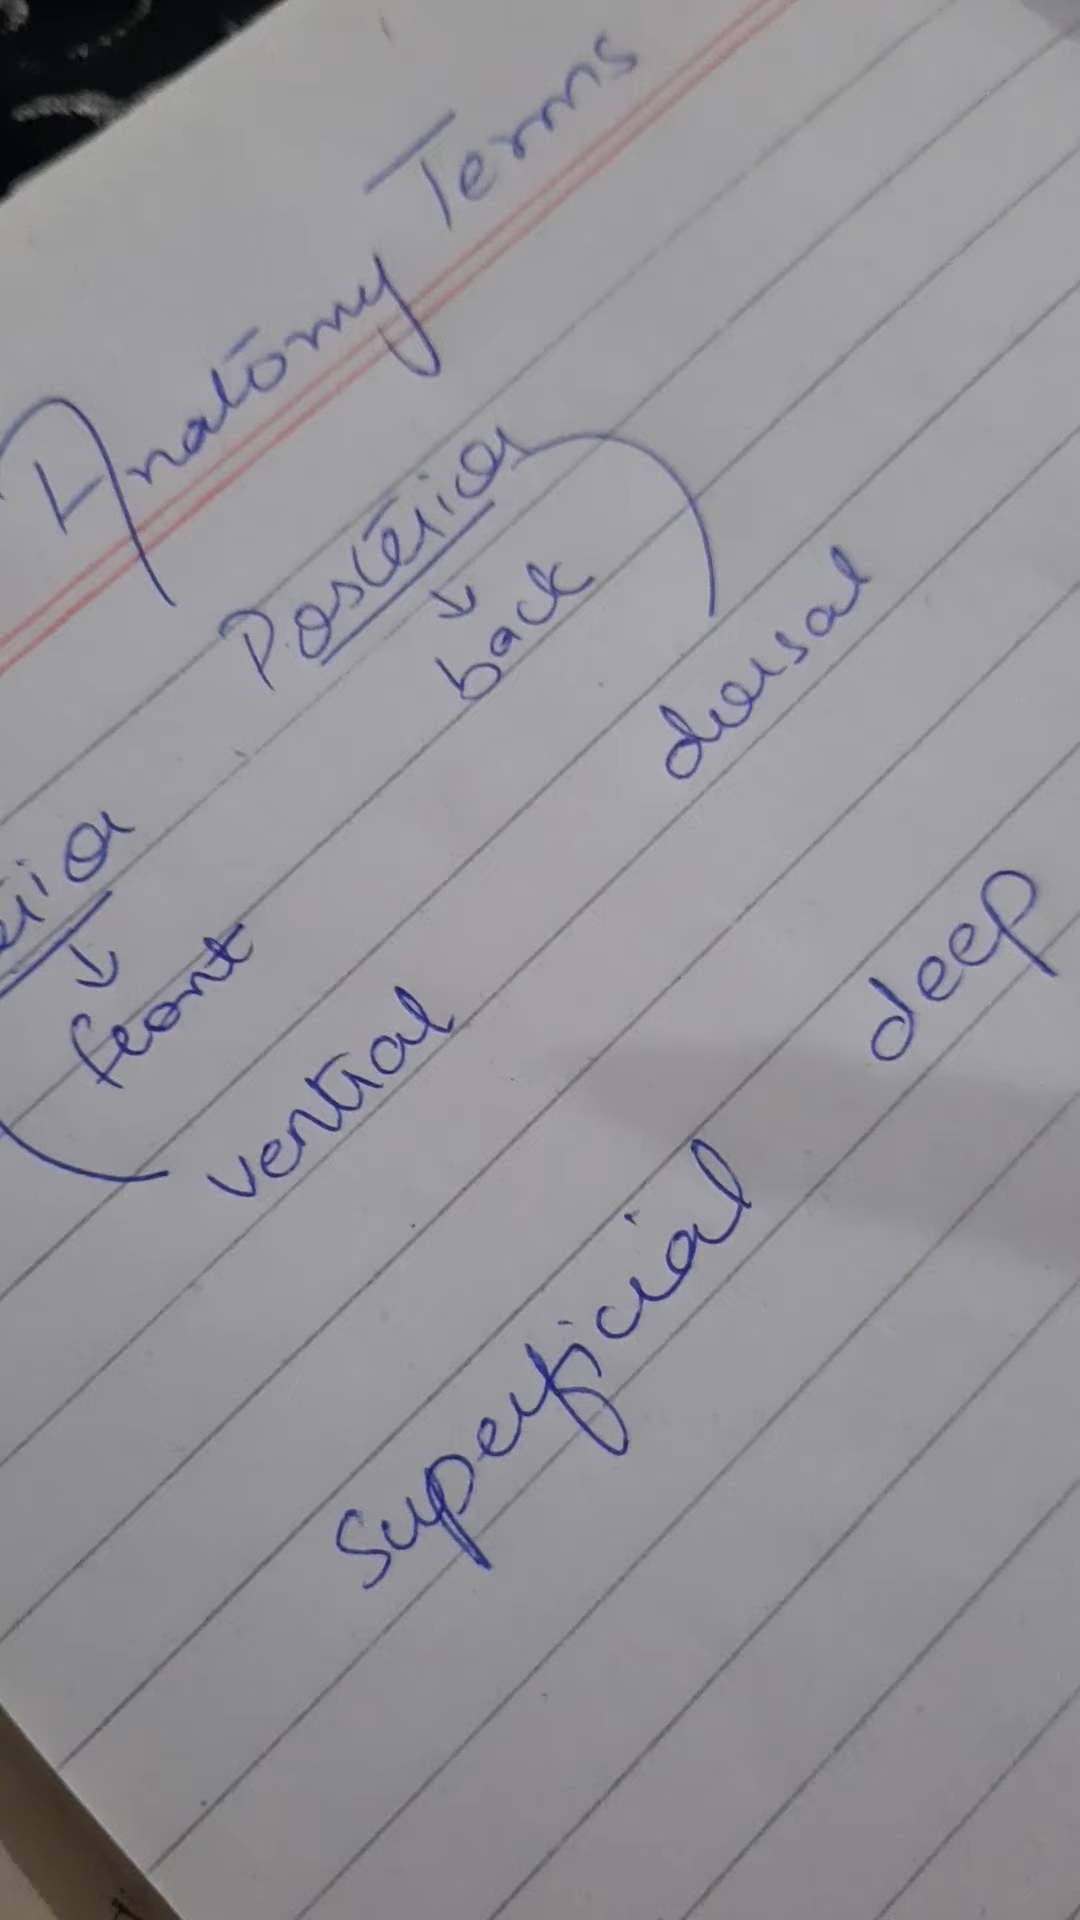 Anatomy Terms
Posterior
back
dorsal
front
ventral
Superficial deep